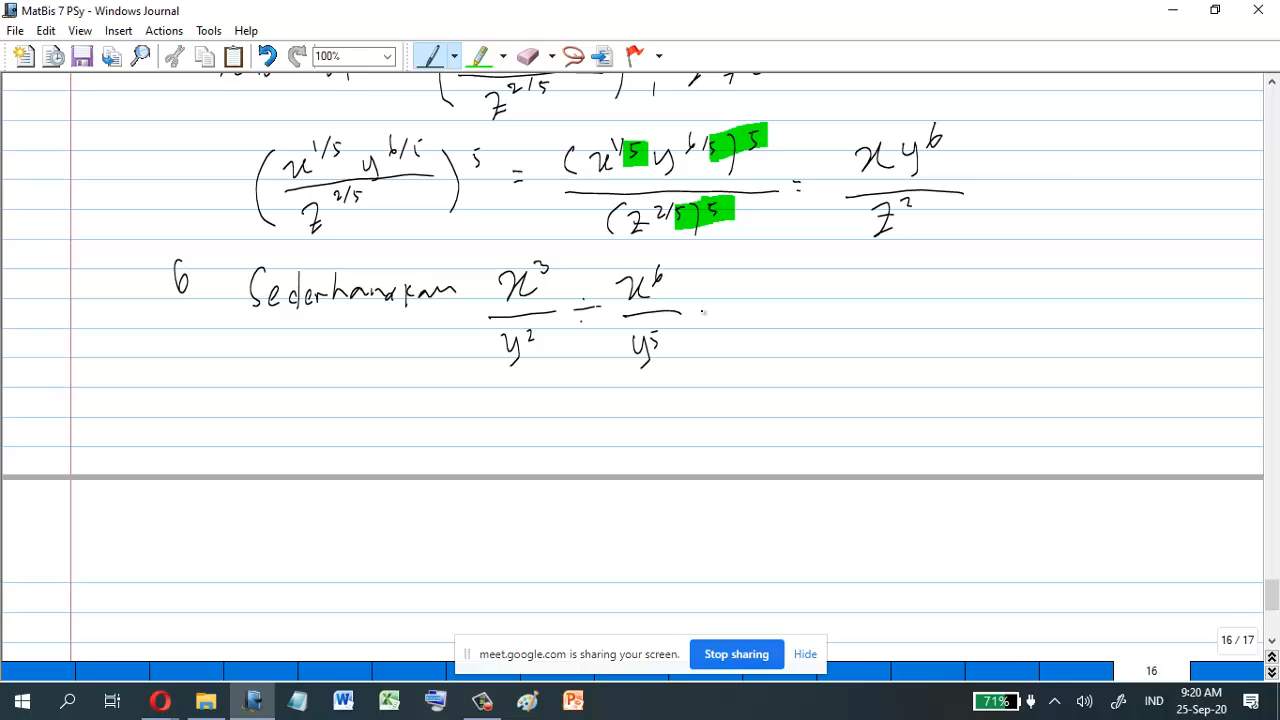 MatBis 7 PSy - Windows Journal
File Edit View Insert Actions Tools Help
100%
z^{2/5}
(x^{1/5} y^{6/5} / z^{2/5})^5 = (x^{1/5} y^{6/5})^5 / (z^{2/5})^5 = x y^6 / z^2
6 Sederhanakan x^3 / y^2 ÷ x^6 / y^5
16 / 17
meet.google.com is sharing your screen. Stop sharing Hide
16
71% IND 9:20 AM
25-Sep-20